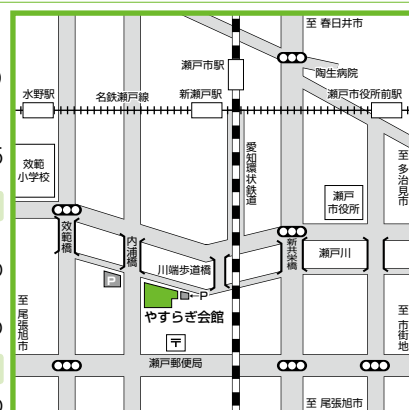 至 春日井市
瀬戸市駅
陶生病院
水野駅
名鉄瀬戸線
新瀬戸駅
瀬戸市役所前駅
効範
小学校
愛知環状鉄道
至 多治見市
瀬戸
市役所
効範橋
内浦橋
川端歩道橋
新共栄橋
瀬戸川
P
←P
やすらぎ会館
至 尾張旭市
至 市街地
〒
瀬戸郵便局
至 尾張旭市